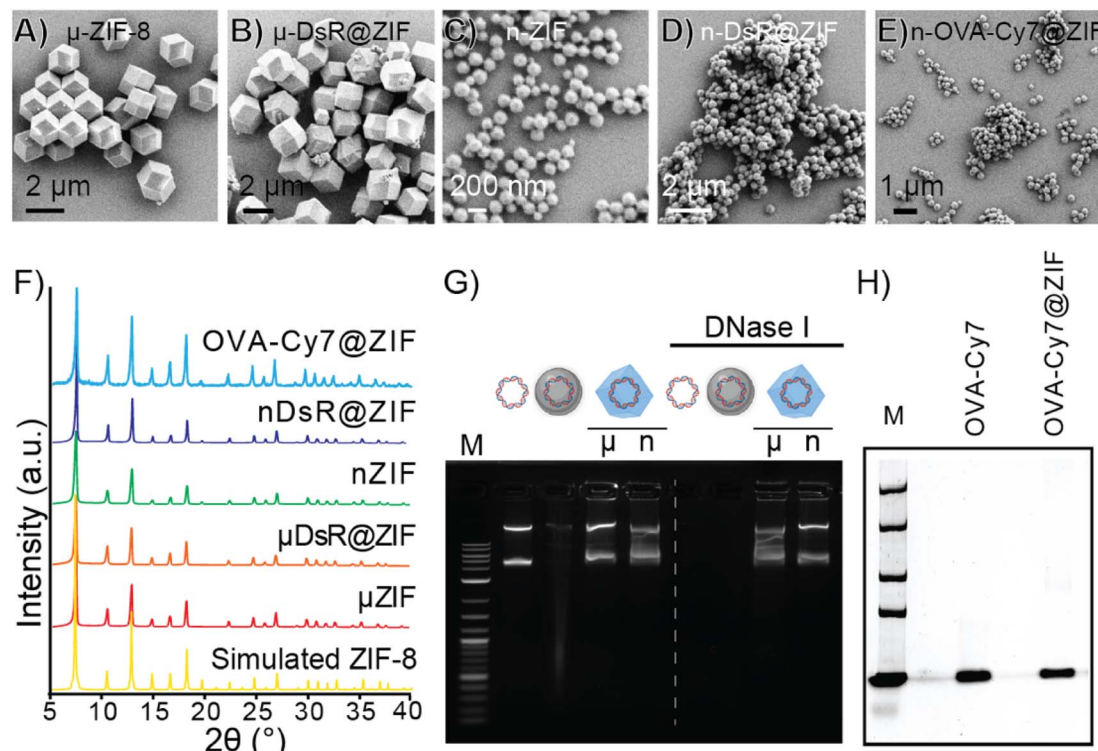 A) μ-ZIF-8
2 μm
B) μ-DsR@ZIF
2 μm
C) n-ZIF
200 nm
D) n-DsR@ZIF
2 μm
E) n-OVA-Cy7@ZIF
1 μm
F)
OVA-Cy7@ZIF
nDsR@ZIF
nZIF
μDsR@ZIF
μZIF
Simulated ZIF-8
Intensity (a.u.)
5 10 15 20 25 30 35 40
2θ (°)
G)
DNase I
M μ n μ n
H)
M
OVA-Cy7
OVA-Cy7@ZIF